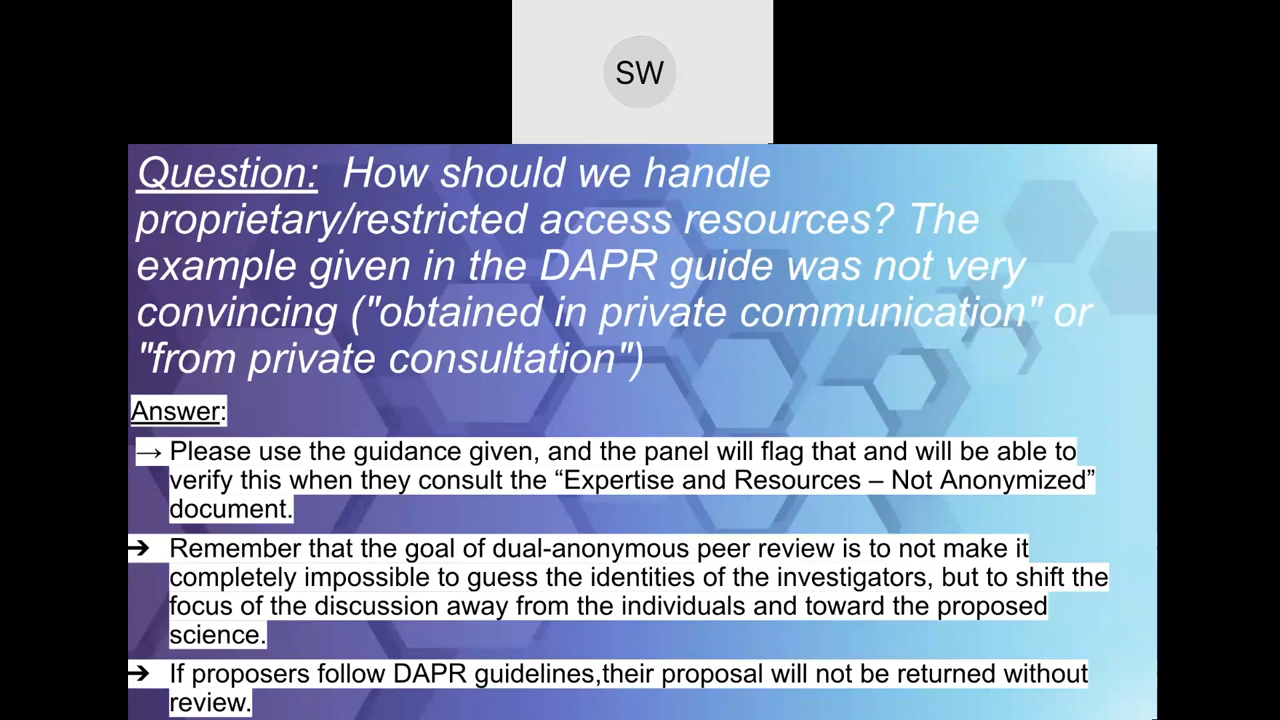 SW
Question: How should we handle
proprietary/restricted access resources? The
example given in the DAPR guide was not very
convincing ("obtained in private communication" or
"from private consultation")
Answer:
→ Please use the guidance given, and the panel will flag that and will be able to
verify this when they consult the “Expertise and Resources – Not Anonymized”
document.
➔ Remember that the goal of dual-anonymous peer review is to not make it
completely impossible to guess the identities of the investigators, but to shift the
focus of the discussion away from the individuals and toward the proposed
science.
➔ If proposers follow DAPR guidelines,their proposal will not be returned without
review.